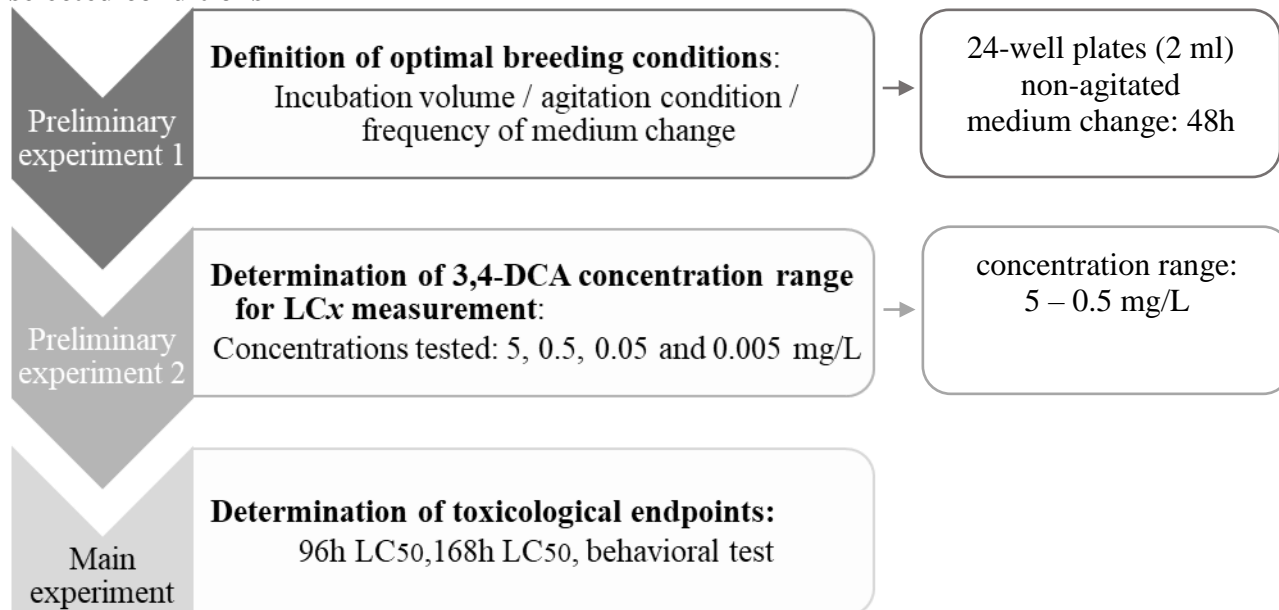 Preliminary
experiment 1
Definition of optimal breeding conditions:
Incubation volume / agitation condition /
frequency of medium change
24-well plates (2 ml)
non-agitated
medium change: 48h
Preliminary
experiment 2
Determination of 3,4-DCA concentration range
for LCx measurement:
Concentrations tested: 5, 0.5, 0.05 and 0.005 mg/L
concentration range:
5 – 0.5 mg/L
Main
experiment
Determination of toxicological endpoints:
96h LC50,168h LC50, behavioral test